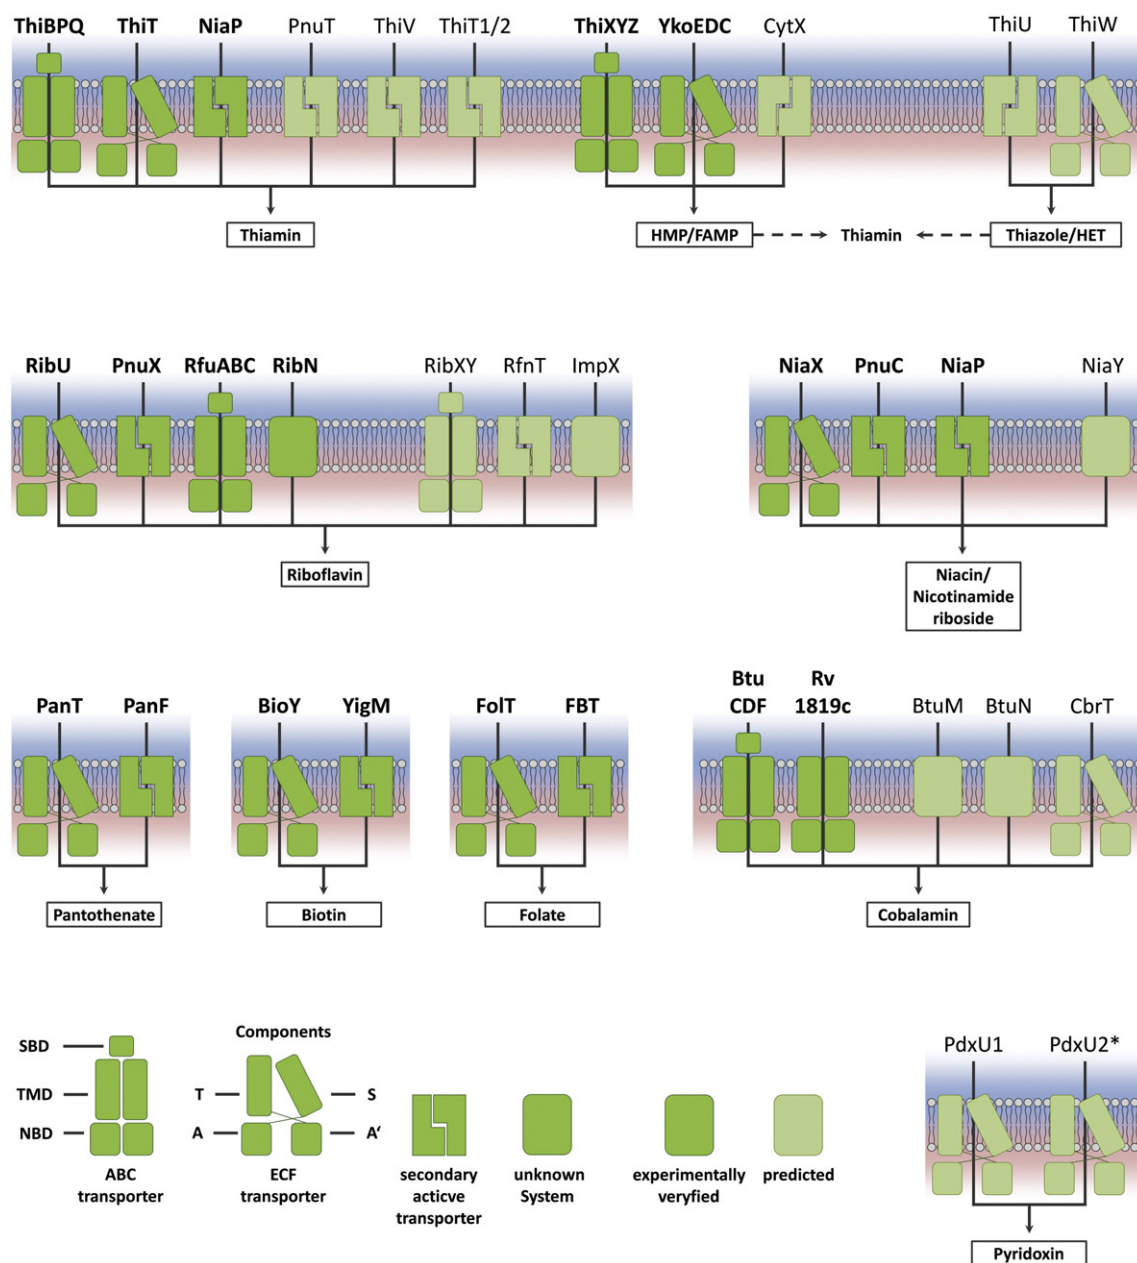 ThiBPQ ThiT NiaP PnuT ThiV ThiT1/2 ThiXYZ YkoEDC CytX ThiU ThiW
Thiamin HMP/FAMP Thiamin Thiazole/HET
RibU PnuX RfuABC RibN RibXY RfnT ImpX NiaX PnuC NiaP NiaY
Riboflavin
Niacin/
Nicotinamide
riboside
Btu Rv
PanT PanF BioY YigM FolT FBT CDF 1819c BtuM BtuN CbrT
Pantothenate Biotin Folate Cobalamin
Components
SBD
TMD
NBD
ABC
transporter
T S
A A‘
ECF
transporter
secondary
acticve
transporter
unknown
System
experimentally
veryfied
predicted
PdxU1 PdxU2*
Pyridoxin